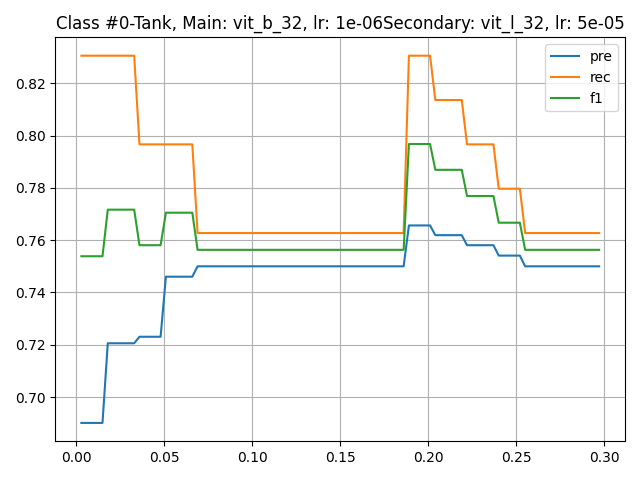 Class #0-Tank, Main: vit_b_32, lr: 1e-06Secondary: vit_l_32, lr: 5e-05
pre
rec
f1
0.82
0.80
0.78
0.76
0.74
0.72
0.70
0.00 0.05 0.10 0.15 0.20 0.25 0.30